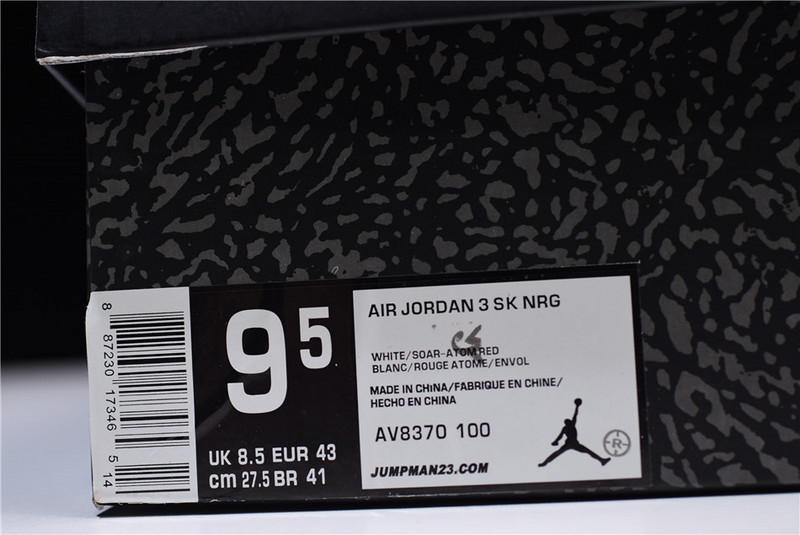 8 87230 17346 5 14
9.5
UK 8.5 EUR 43
cm 27.5 BR 41
AIR JORDAN 3 SK NRG
WHITE/SOAR-ATOM RED
BLANC/ROUGE ATOME/ENVOL
MADE IN CHINA/FABRIQUE EN CHINE/
HECHO EN CHINA
AV8370 100
JUMPMAN23.COM
R